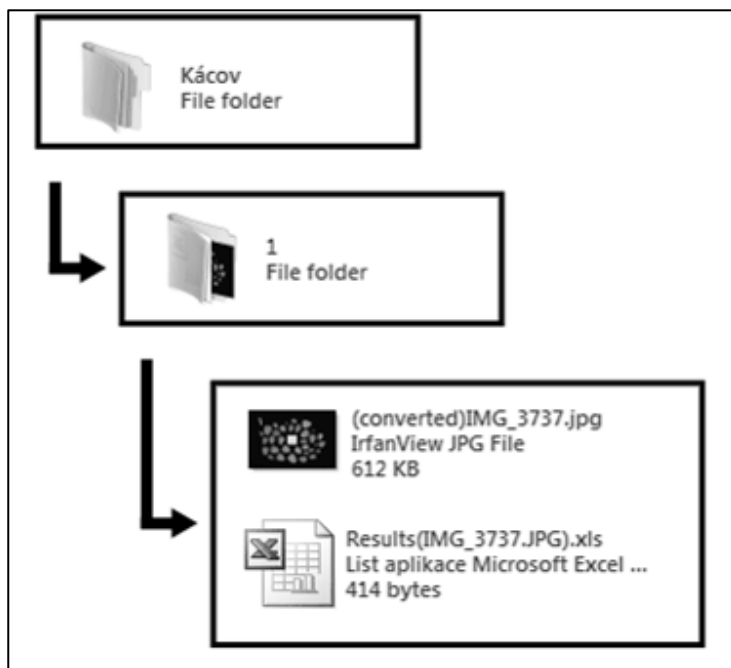 Kácov
File folder
1
File folder
(converted)IMG_3737.jpg
IrfanView JPG File
612 KB
Results(IMG_3737.JPG).xls
List aplikace Microsoft Excel ...
414 bytes